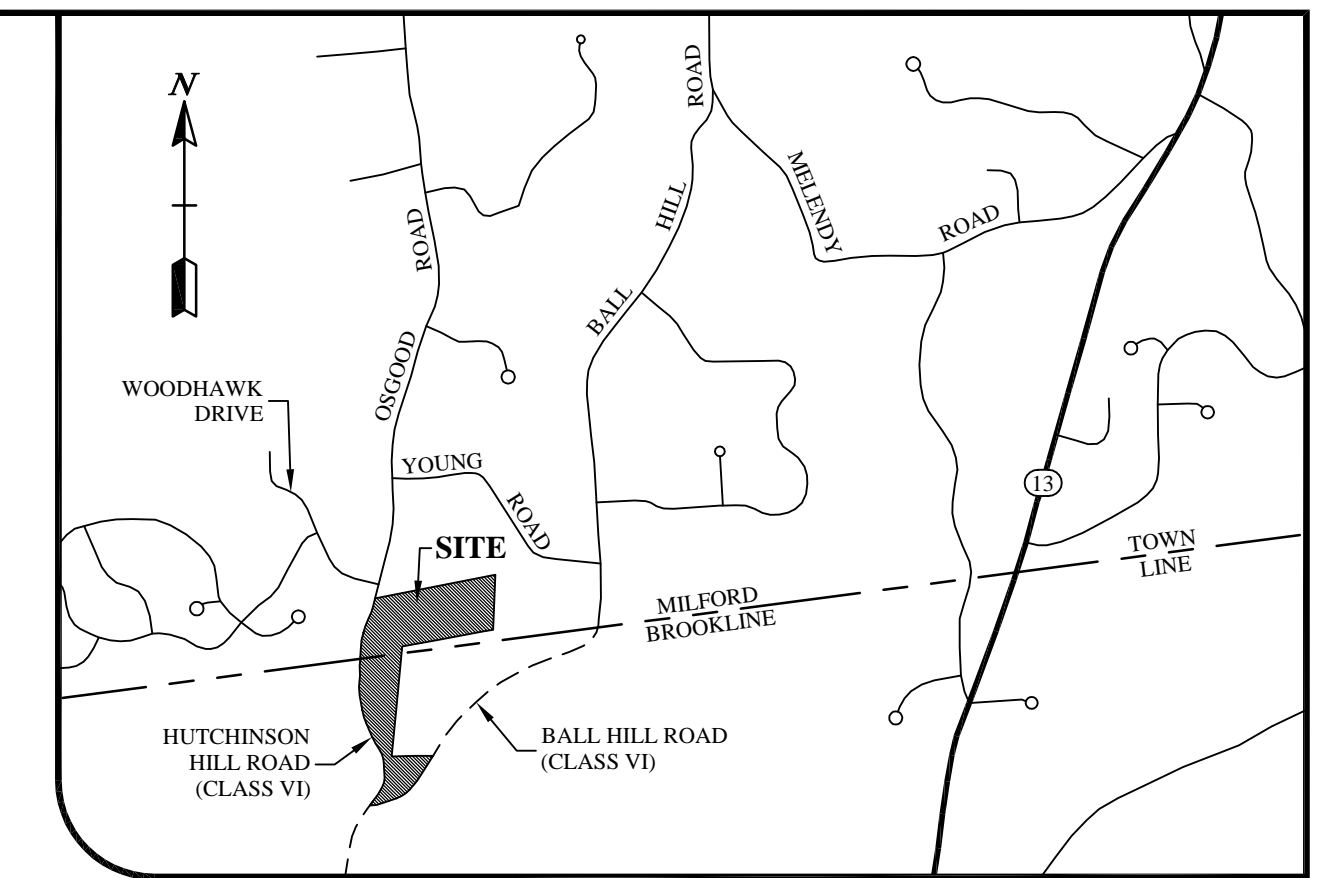 N
ROAD
MELENDY
ROAD
HILL
BALL
ROAD
OSGOOD
WOODHAWK
DRIVE
YOUNG
ROAD
13
SITE
TOWN
LINE
MILFORD
BROOKLINE
HUTCHINSON
HILL ROAD
(CLASS VI)
BALL HILL ROAD
(CLASS VI)